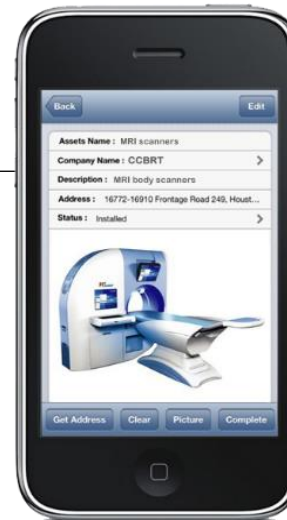 Back Edit
Assets Name : MRI scanners
Company Name : CCBRT
Description : MRI body scanners
Address : 16772-16910 Frontage Road 249, Houst...
Status : Installed
Get Address Clear Picture Complete